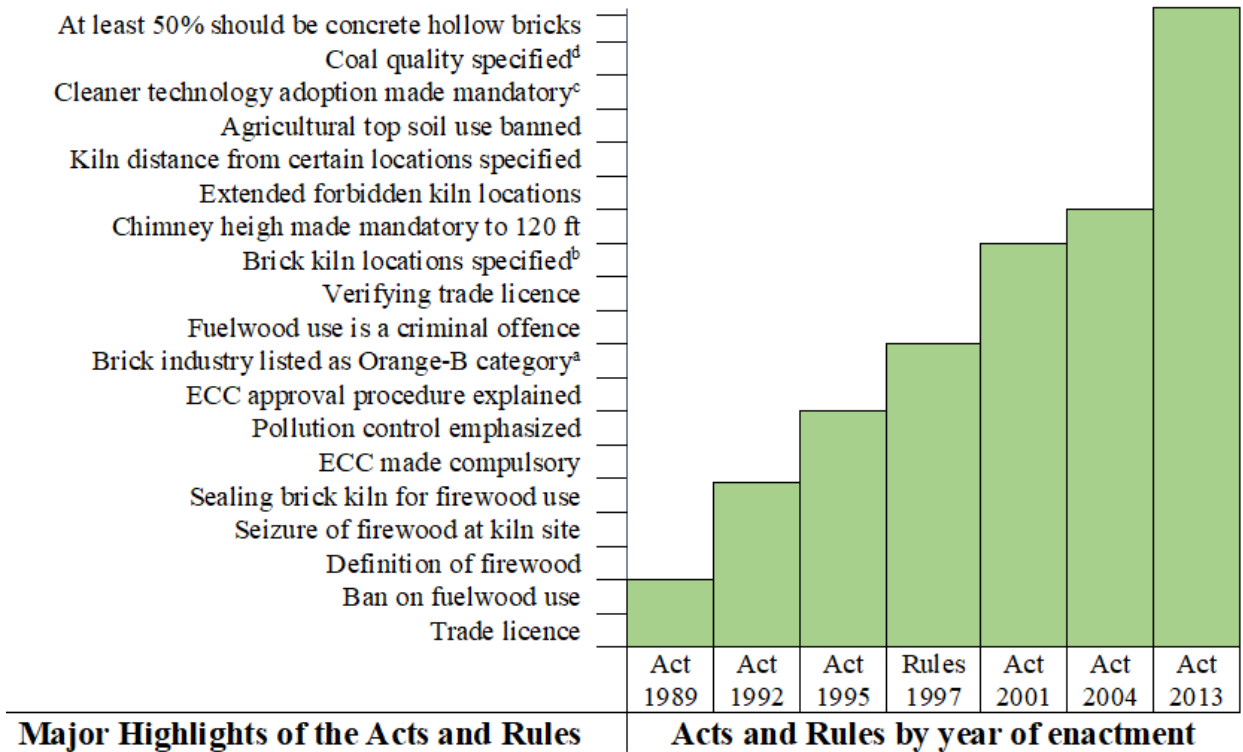 At least 50% should be concrete hollow bricks
Coal quality specifiedᵈ
Cleaner technology adoption made mandatoryᶜ
Agricultural top soil use banned
Kiln distance from certain locations specified
Extended forbidden kiln locations
Chimney heigh made mandatory to 120 ft
Brick kiln locations specifiedᵇ
Verifying trade licence
Fuelwood use is a criminal offence
Brick industry listed as Orange-B categoryᵃ
ECC approval procedure explained
Pollution control emphasized
ECC made compulsory
Sealing brick kiln for firewood use
Seizure of firewood at kiln site
Definition of firewood
Ban on fuelwood use
Trade licence
Act 1989
Act 1992
Act 1995
Rules 1997
Act 2001
Act 2004
Act 2013
Major Highlights of the Acts and Rules
Acts and Rules by year of enactment